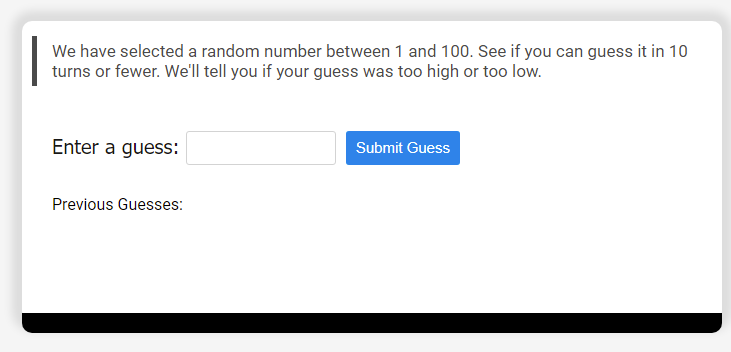 We have selected a random number between 1 and 100. See if you can guess it in 10
turns or fewer. We'll tell you if your guess was too high or too low.
Enter a guess: Submit Guess
Previous Guesses: